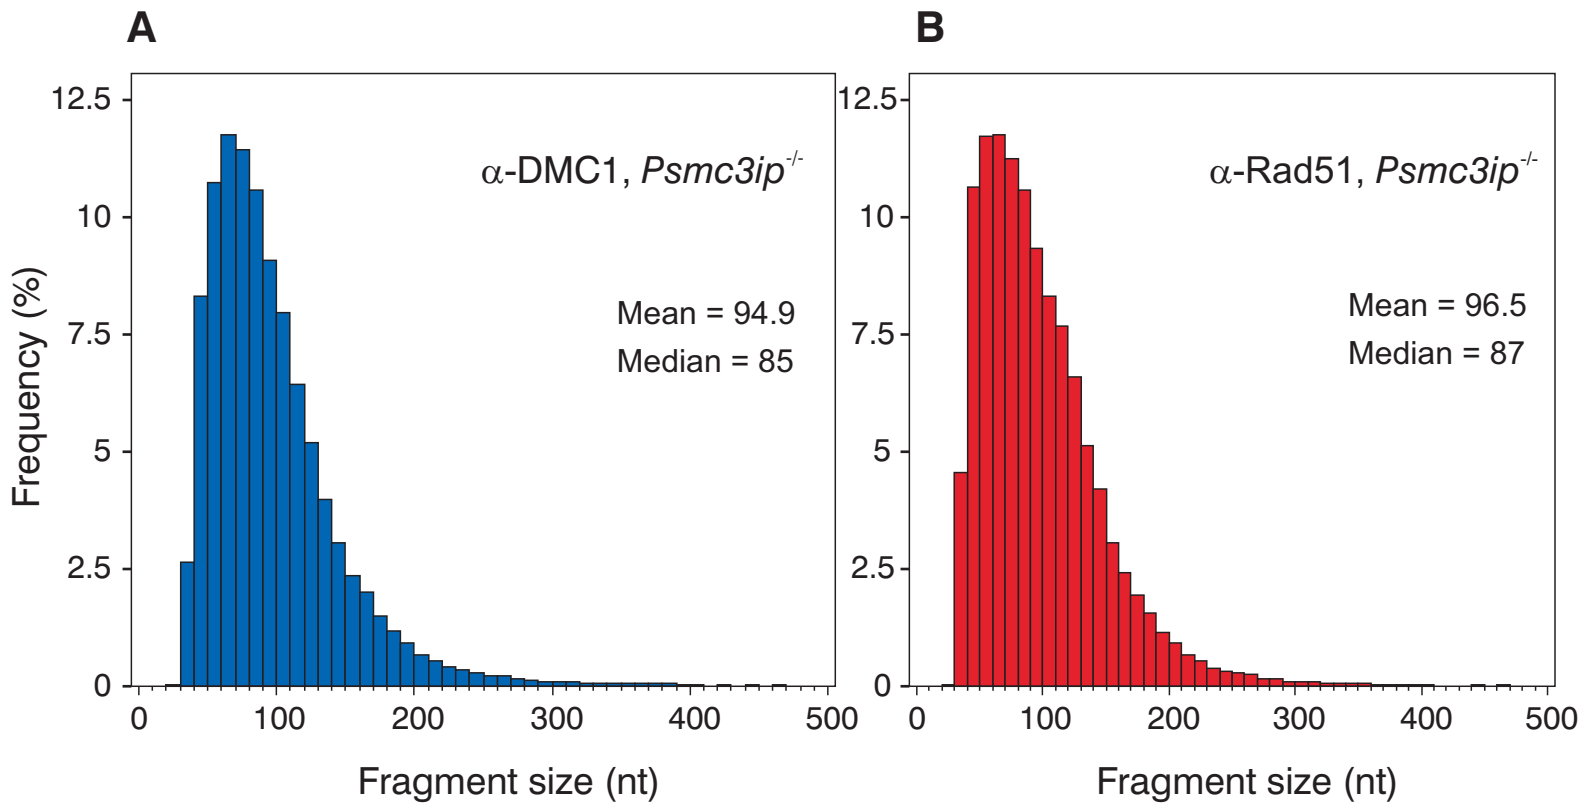 A
B
12.5
10
7.5
5
2.5
0
Frequency (%)
α-DMC1, Psmc3ip-/-
Mean = 94.9
Median = 85
0 100 200 300 400 500
Fragment size (nt)
12.5
10
7.5
5
2.5
0
α-Rad51, Psmc3ip-/-
Mean = 96.5
Median = 87
0 100 200 300 400 500
Fragment size (nt)